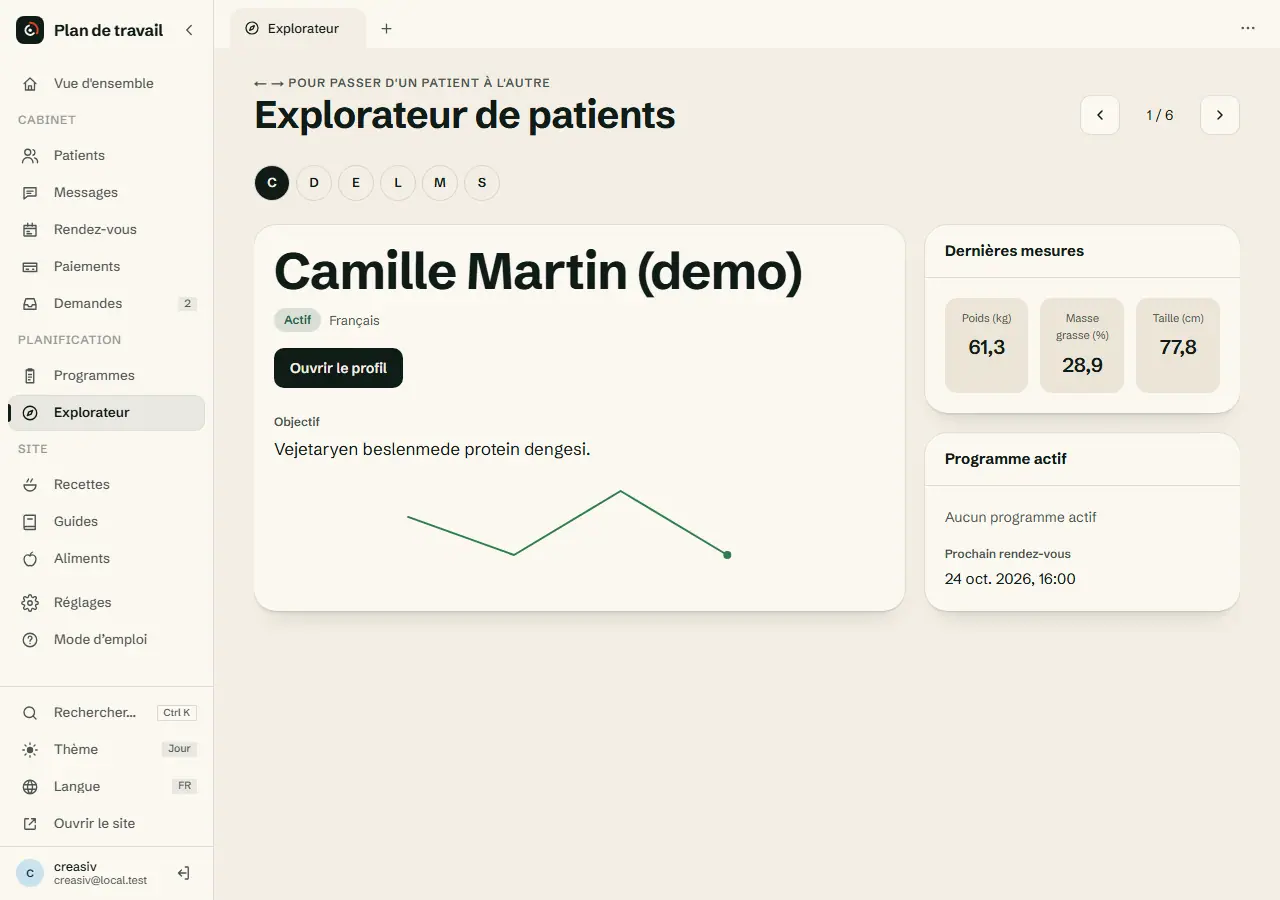 Plan de travail
Vue d'ensemble
CABINET
Patients
Messages
Rendez-vous
Paiements
Demandes 2
PLANIFICATION
Programmes
Explorateur
SITE
Recettes
Guides
Aliments
Réglages
Mode d’emploi
Rechercher... Ctrl K
Thème Jour
Langue FR
Ouvrir le site
C creasiv
creasiv@local.test
Explorateur
← → POUR PASSER D'UN PATIENT À L'AUTRE
Explorateur de patients
1 / 6
C D E L M S
Camille Martin (demo)
Actif Français
Ouvrir le profil
Objectif
Vejetaryen beslenmede protein dengesi.
Dernières mesures
Poids (kg)
61,3
Masse
grasse (%)
28,9
Taille (cm)
77,8
Programme actif
Aucun programme actif
Prochain rendez-vous
24 oct. 2026, 16:00